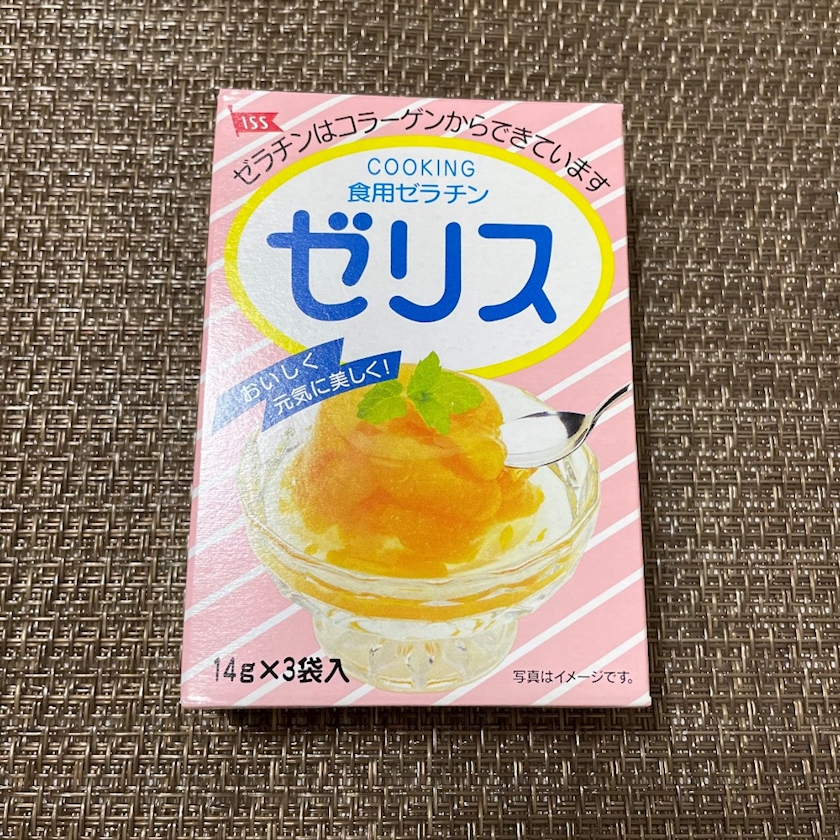 ISS
ゼラチンはコラーゲンからできています
COOKING
食用ゼラチン
ゼリス
おいしく
元気に美しく!
14g×3袋入
写真はイメージです。